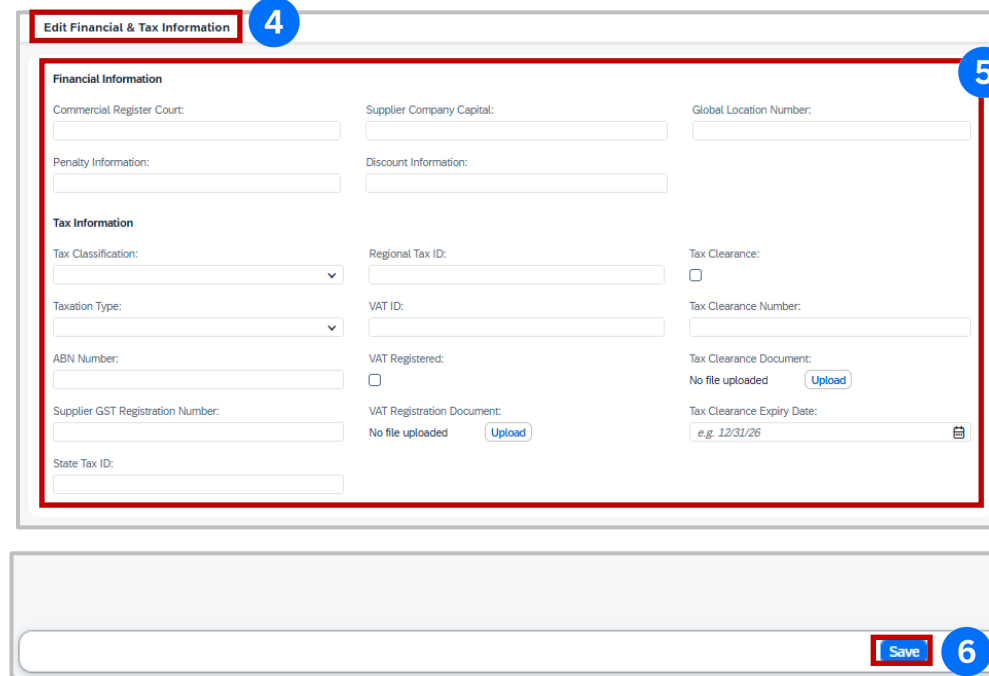 Edit Financial & Tax Information
4
5
Financial Information
Commercial Register Court: Supplier Company Capital: Global Location Number:
Penalty Information: Discount Information:
Tax Information
Tax Classification: Regional Tax ID: Tax Clearance:
Taxation Type: VAT ID: Tax Clearance Number:
ABN Number: VAT Registered: Tax Clearance Document:
No file uploaded Upload
Supplier GST Registration Number: VAT Registration Document: Tax Clearance Expiry Date:
No file uploaded Upload e.g. 12/31/26
State Tax ID:
Save 6